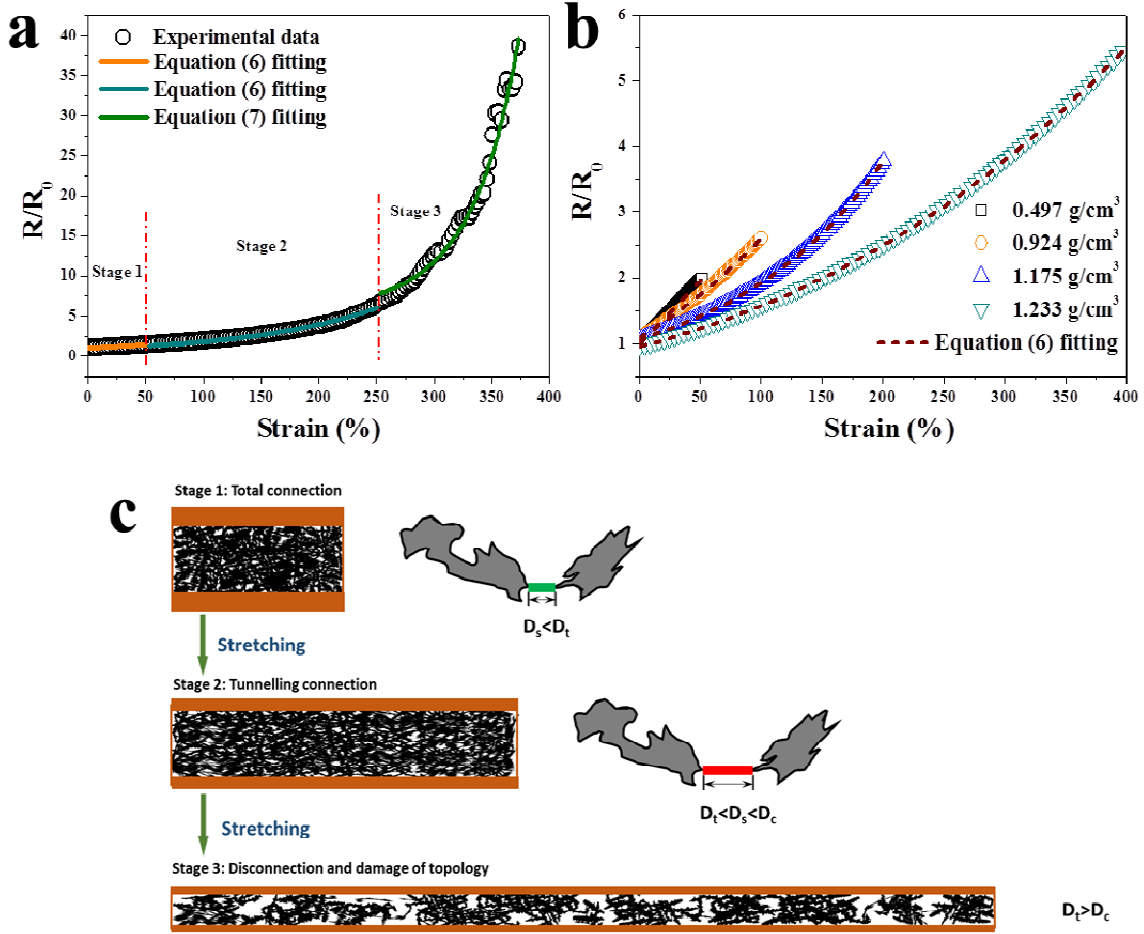 a
Experimental data
Equation (6) fitting
Equation (6) fitting
Equation (7) fitting
Stage 1
Stage 2
Stage 3
R/R0
40
35
30
25
20
15
10
5
0
0 50 100 150 200 250 300 350 400
Strain (%)
b
R/R0
6
5
4
3
2
1
0.497 g/cm³
0.924 g/cm³
1.175 g/cm³
1.233 g/cm³
Equation (6) fitting
0 50 100 150 200 250 300 350 400
Strain (%)
c
Stage 1: Total connection
Ds<Dt
Stretching
Stage 2: Tunnelling connection
Dt<Ds<Dc
Stretching
Stage 3: Disconnection and damage of topology
Dt>Dc